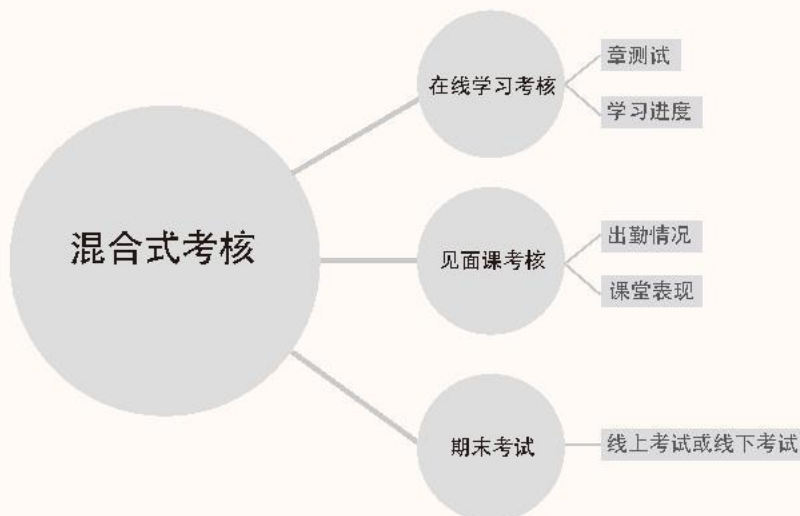 混合式考核
在线学习考核
章测试
学习进度
见面课考核
出勤情况
课堂表现
期末考试
线上考试或线下考试